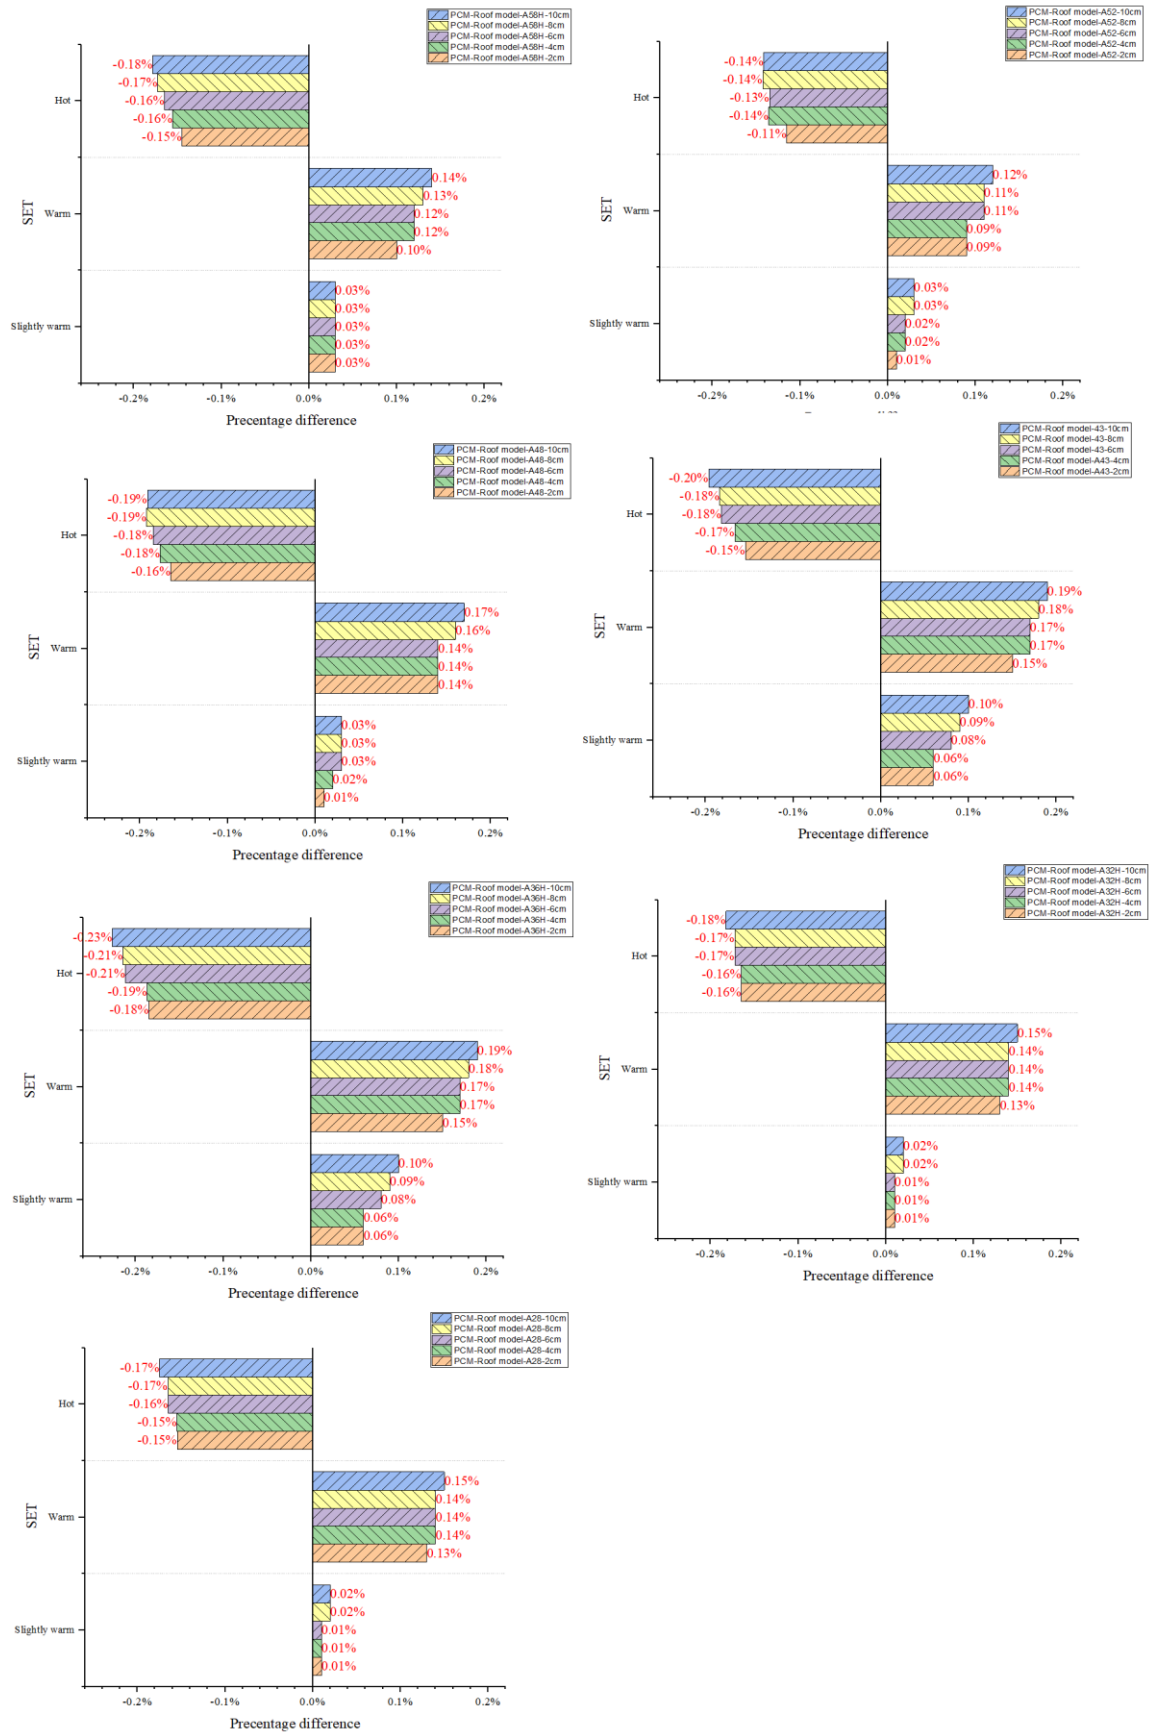 PCM-Roof model-A58H-10cm
PCM-Roof model-A58H-8cm
PCM-Roof model-A58H-6cm
PCM-Roof model-A58H-4cm
PCM-Roof model-A58H-2cm
-0.18%
-0.17%
-0.16%
-0.16%
-0.15%
Hot
0.14%
0.13%
0.12%
0.12%
0.10%
Warm
SET
0.03%
0.03%
0.03%
0.03%
0.03%
Slightly warm
-0.2%
-0.1%
0.0%
0.1%
0.2%
Precentage difference
PCM-Roof model-A52-10cm
PCM-Roof model-A52-8cm
PCM-Roof model-A52-6cm
PCM-Roof model-A52-4cm
PCM-Roof model-A52-2cm
-0.14%
-0.14%
-0.13%
-0.14%
-0.11%
Hot
0.12%
0.11%
0.11%
0.09%
0.09%
Warm
SET
0.03%
0.03%
0.02%
0.02%
0.01%
Slightly warm
-0.2%
-0.1%
0.0%
0.1%
0.2%
PCM-Roof model-A48-10cm
PCM-Roof model-A48-8cm
PCM-Roof model-A48-6cm
PCM-Roof model-A48-4cm
PCM-Roof model-A48-2cm
-0.19%
-0.19%
-0.18%
-0.18%
-0.16%
Hot
0.17%
0.16%
0.14%
0.14%
0.14%
Warm
SET
0.03%
0.03%
0.03%
0.02%
0.01%
Slightly warm
-0.2%
-0.1%
0.0%
0.1%
0.2%
Precentage difference
PCM-Roof model-43-10cm
PCM-Roof model-43-8cm
PCM-Roof model-43-6cm
PCM-Roof model-A43-4cm
PCM-Roof model-A43-2cm
-0.20%
-0.18%
-0.18%
-0.17%
-0.15%
Hot
0.19%
0.18%
0.17%
0.17%
0.15%
Warm
SET
0.10%
0.09%
0.08%
0.06%
0.06%
Slightly warm
-0.2%
-0.1%
0.0%
0.1%
0.2%
Precentage difference
PCM-Roof model-A36H-10cm
PCM-Roof model-A36H-8cm
PCM-Roof model-A36H-6cm
PCM-Roof model-A36H-4cm
PCM-Roof model-A36H-2cm
-0.23%
-0.21%
-0.21%
-0.19%
-0.18%
Hot
0.19%
0.18%
0.17%
0.17%
0.15%
Warm
SET
0.10%
0.09%
0.08%
0.06%
0.06%
Slightly warm
-0.2%
-0.1%
0.0%
0.1%
0.2%
Precentage difference
PCM-Roof model-A32H-10cm
PCM-Roof model-A32H-8cm
PCM-Roof model-A32H-6cm
PCM-Roof model-A32H-4cm
PCM-Roof model-A32H-2cm
-0.18%
-0.17%
-0.17%
-0.16%
-0.16%
Hot
0.15%
0.14%
0.14%
0.14%
0.13%
Warm
SET
0.02%
0.02%
0.01%
0.01%
0.01%
Slightly warm
-0.2%
-0.1%
0.0%
0.1%
0.2%
Precentage difference
PCM-Roof model-A28-10cm
PCM-Roof model-A28-8cm
PCM-Roof model-A28-6cm
PCM-Roof model-A28-4cm
PCM-Roof model-A28-2cm
-0.17%
-0.17%
-0.16%
-0.15%
-0.15%
Hot
0.15%
0.14%
0.14%
0.14%
0.13%
Warm
SET
0.02%
0.02%
0.01%
0.01%
0.01%
Slightly warm
-0.2%
-0.1%
0.0%
0.1%
0.2%
Precentage difference